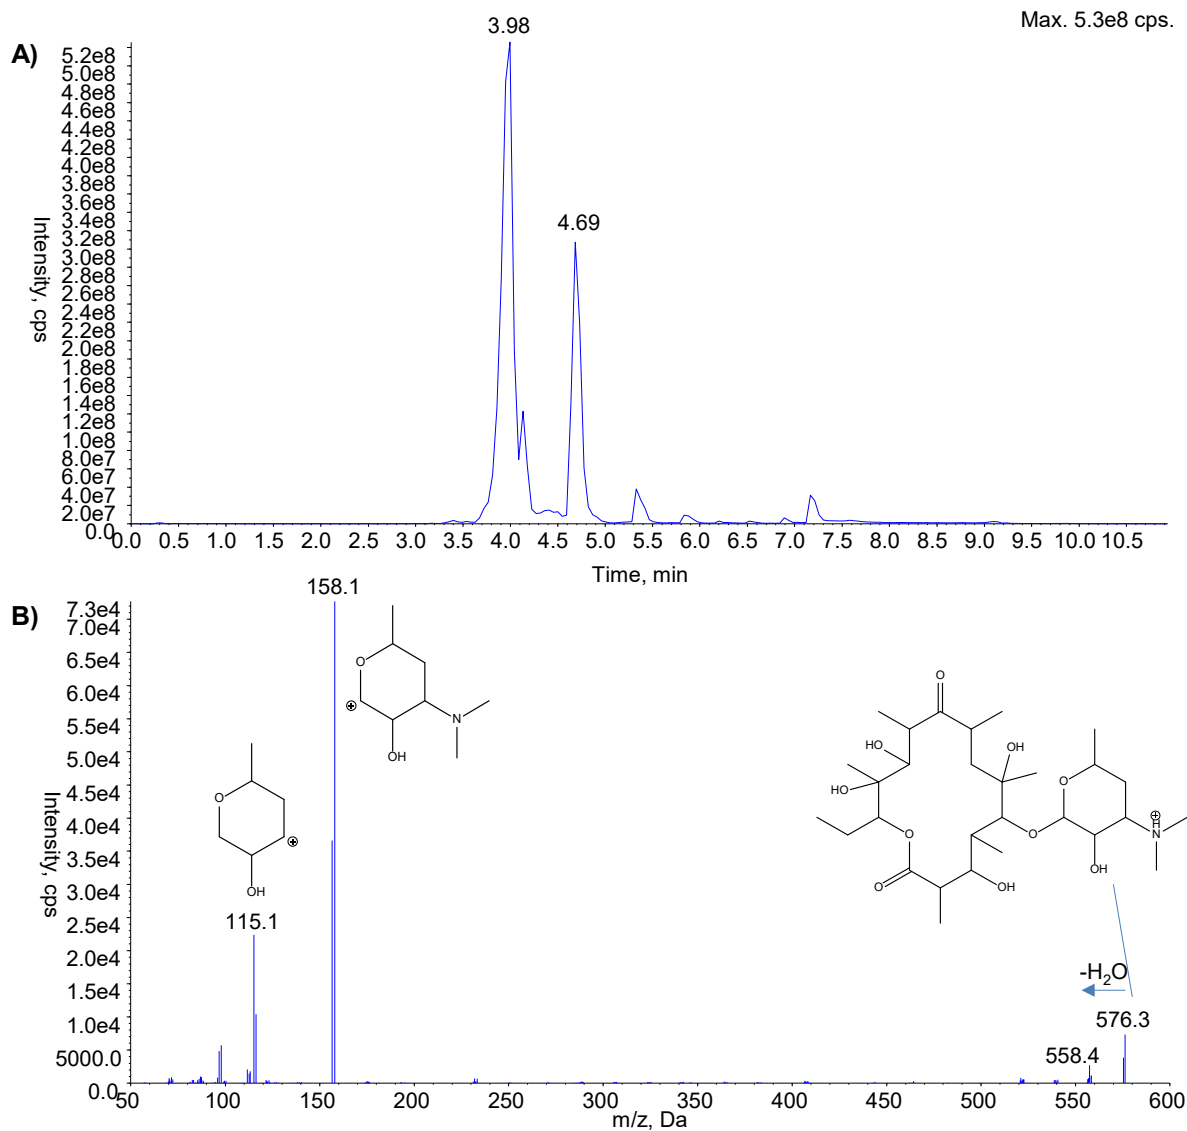 Max. 5.3e8 cps.
A)
3.98
4.69
5.2e8
5.0e8
4.8e8
4.6e8
4.4e8
4.2e8
4.0e8
3.8e8
3.6e8
3.4e8
3.2e8
3.0e8
2.8e8
2.6e8
2.4e8
2.2e8
2.0e8
1.8e8
1.6e8
1.4e8
1.2e8
1.0e8
8.0e7
6.0e7
4.0e7
2.0e7
0.0
Intensity, cps
0.0 0.5 1.0 1.5 2.0 2.5 3.0 3.5 4.0 4.5 5.0 5.5 6.0 6.5 7.0 7.5 8.0 8.5 9.0 9.5 10.0 10.5
Time, min
B)
158.1
7.3e4
7.0e4
6.5e4
6.0e4
5.5e4
5.0e4
4.5e4
4.0e4
3.5e4
3.0e4
2.5e4
2.0e4
1.5e4
1.0e4
5000.0
0.0
Intensity, cps
O
N
OH
O
OH
115.1
O
HO
OH
HO
O
O
O
O
OH
OH
H
N
-H₂O
576.3
558.4
50 100 150 200 250 300 350 400 450 500 550 600
m/z, Da